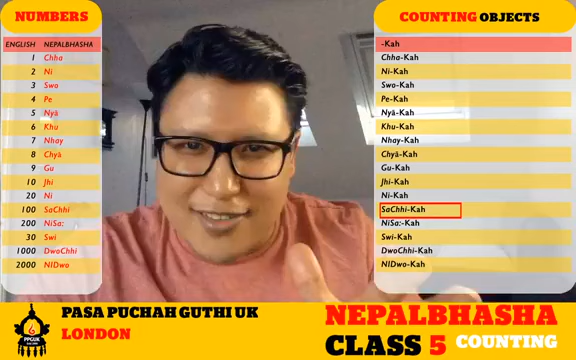 NUMBERS
ENGLISH NEPALBHASHA
1 Chha
2 Ni
3 Swo
4 Pe
5 Nyā
6 Khu
7 Nhay
8 Chyà
9 Gu
10 Jhi
20 Ni
100 SaChhi
200 NiSa:
30 Swi
1000 DwoChhi
2000 NIDwo
COUNTING OBJECTS
-Kah
Chha-Kah
Ni-Kah
Swo-Kah
Pe-Kah
Nyā-Kah
Khu-Kah
Nhay-Kah
Chyà-Kah
Gu-Kah
Jhi-Kah
Ni-Kah
SaChhi-Kah
NiSa:-Kah
Swi-Kah
DwoChhi-Kah
NIDwo-Kah
PPGUK
PASA PUCHAH GUTHI UK
LONDON
NEPALBHASHA
CLASS 5 COUNTING